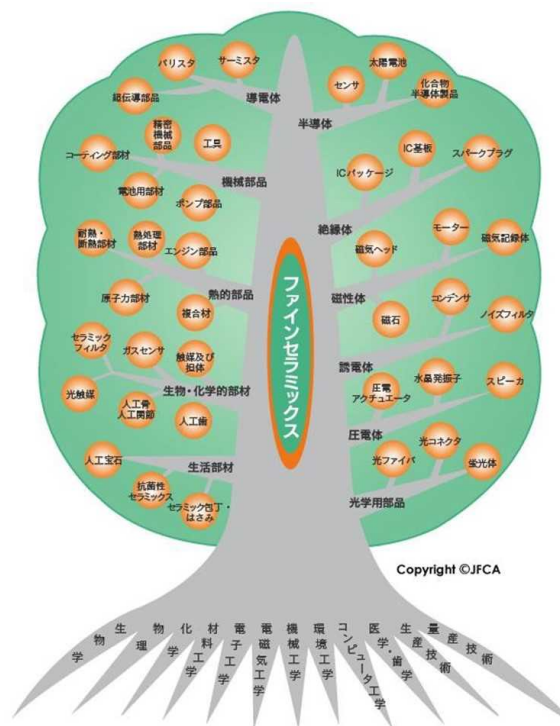 バリスタ
サーミスタ
超伝導部品
導電体
精密
機械
部品
工具
コーティング部材
機械部品
電池用部材
ポンプ部品
耐熱・
断熱部材
熱処理
部材
エンジン部品
熱的部品
原子力部材
複合材
セラミック
フィルタ
ガスセンサ
触媒及び
担体
生物・化学的部材
光触媒
人工骨
人工関節
人工歯
人工宝石
生活部材
抗菌性
セラミックス
セラミック包丁・
はさみ
ファインセラミックス
センサ
太陽電池
化合物
半導体製品
半導体
IC基板
スパークプラグ
ICパッケージ
絶縁体
磁気ヘッド
モーター
磁気記録体
磁性体
磁石
コンデンサ
ノイズフィルタ
誘電体
圧電
アクチュエータ
水晶発振子
スピーカ
圧電体
光ファイバ
光コネクタ
蛍光体
光学用部品
Copyright ©JFCA
生物学
物理
化学
材料工学
電子工学
電磁気工学
機械工学
環境工学
コンピュータ工学
医学・歯学
生産技術
量産技術